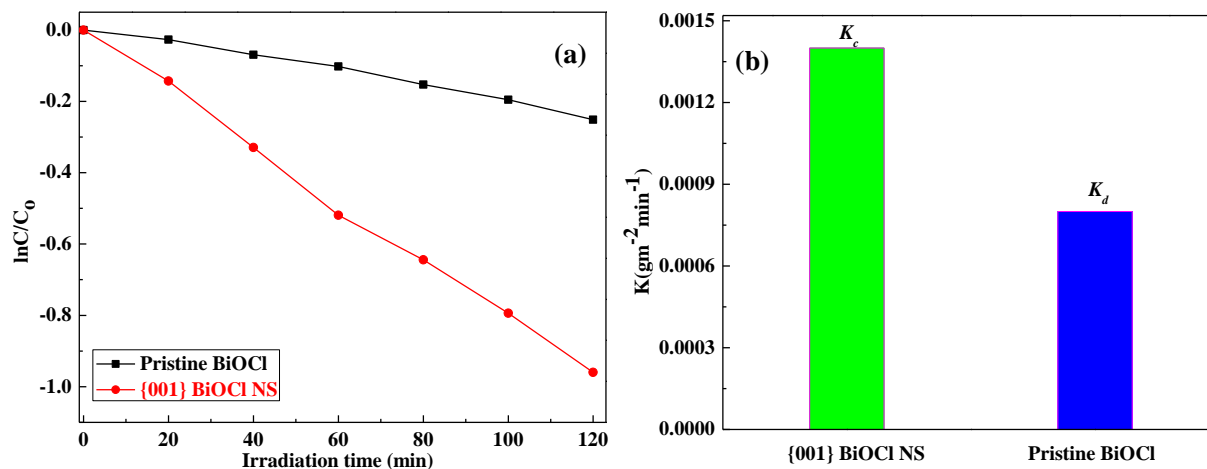 0.0
-0.2
-0.4
-0.6
-0.8
-1.0
lnC/C₀
(a)
Pristine BiOCl
{001} BiOCl NS
0 20 40 60 80 100 120
Irradiation time (min)
0.0015
0.0012
0.0009
0.0006
0.0003
0.0000
K(gm⁻²min⁻¹)
(b)
K_c
K_d
{001} BiOCl NS Pristine BiOCl